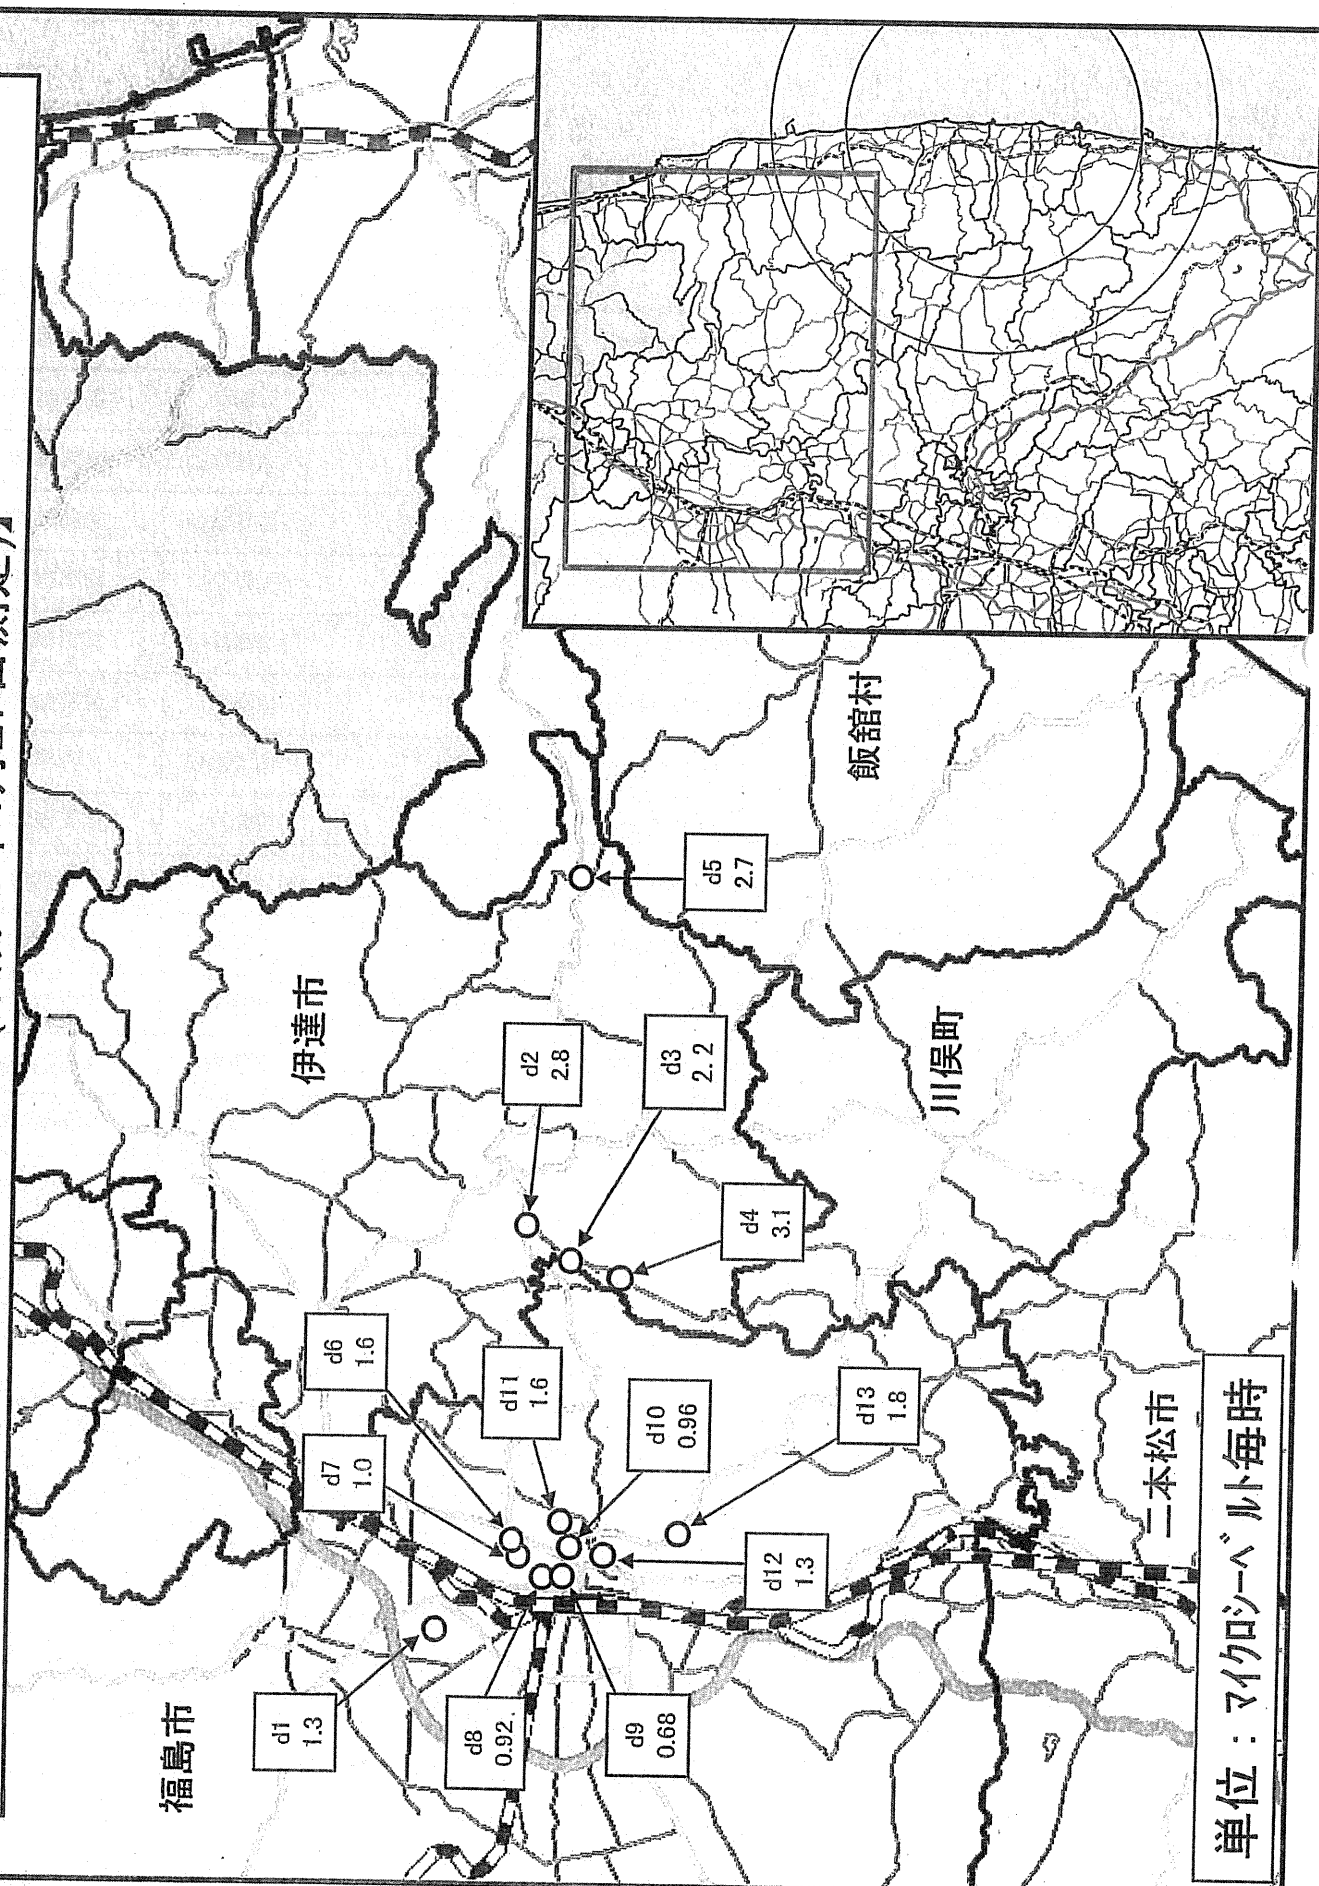 福島市
d1
1.3
伊達市
d7
1.0
d6
1.6
d8
0.92.
d11
1.6
d2
2.8
d9
0.68
d10
0.96
d3
2.2
d5
2.7
d4
3.1
d12
1.3
飯舘村
d13
1.8
川俣町
二本松市
単位：マイクロシーベルト毎時